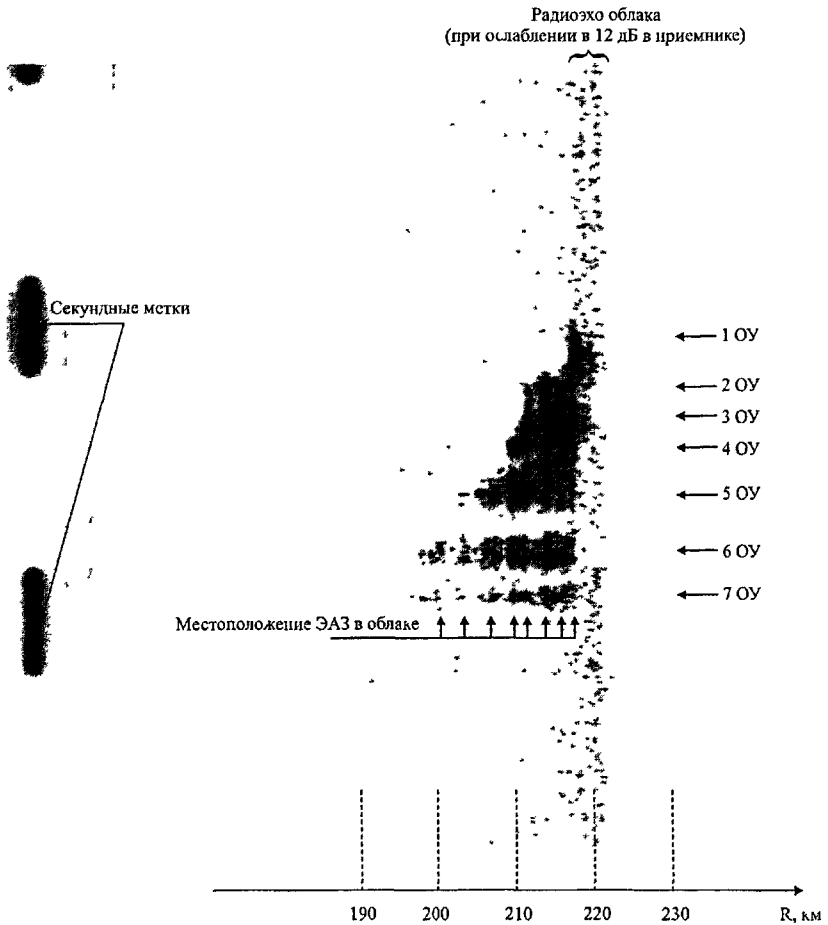 Радиоэхо облака
(при ослаблении в 12 дБ в приемнике)
Секундные метки
1 ОУ
2 ОУ
3 ОУ
4 ОУ
5 ОУ
6 ОУ
7 ОУ
Местоположение ЭАЗ в облаке
190 200 210 220 230 R, км